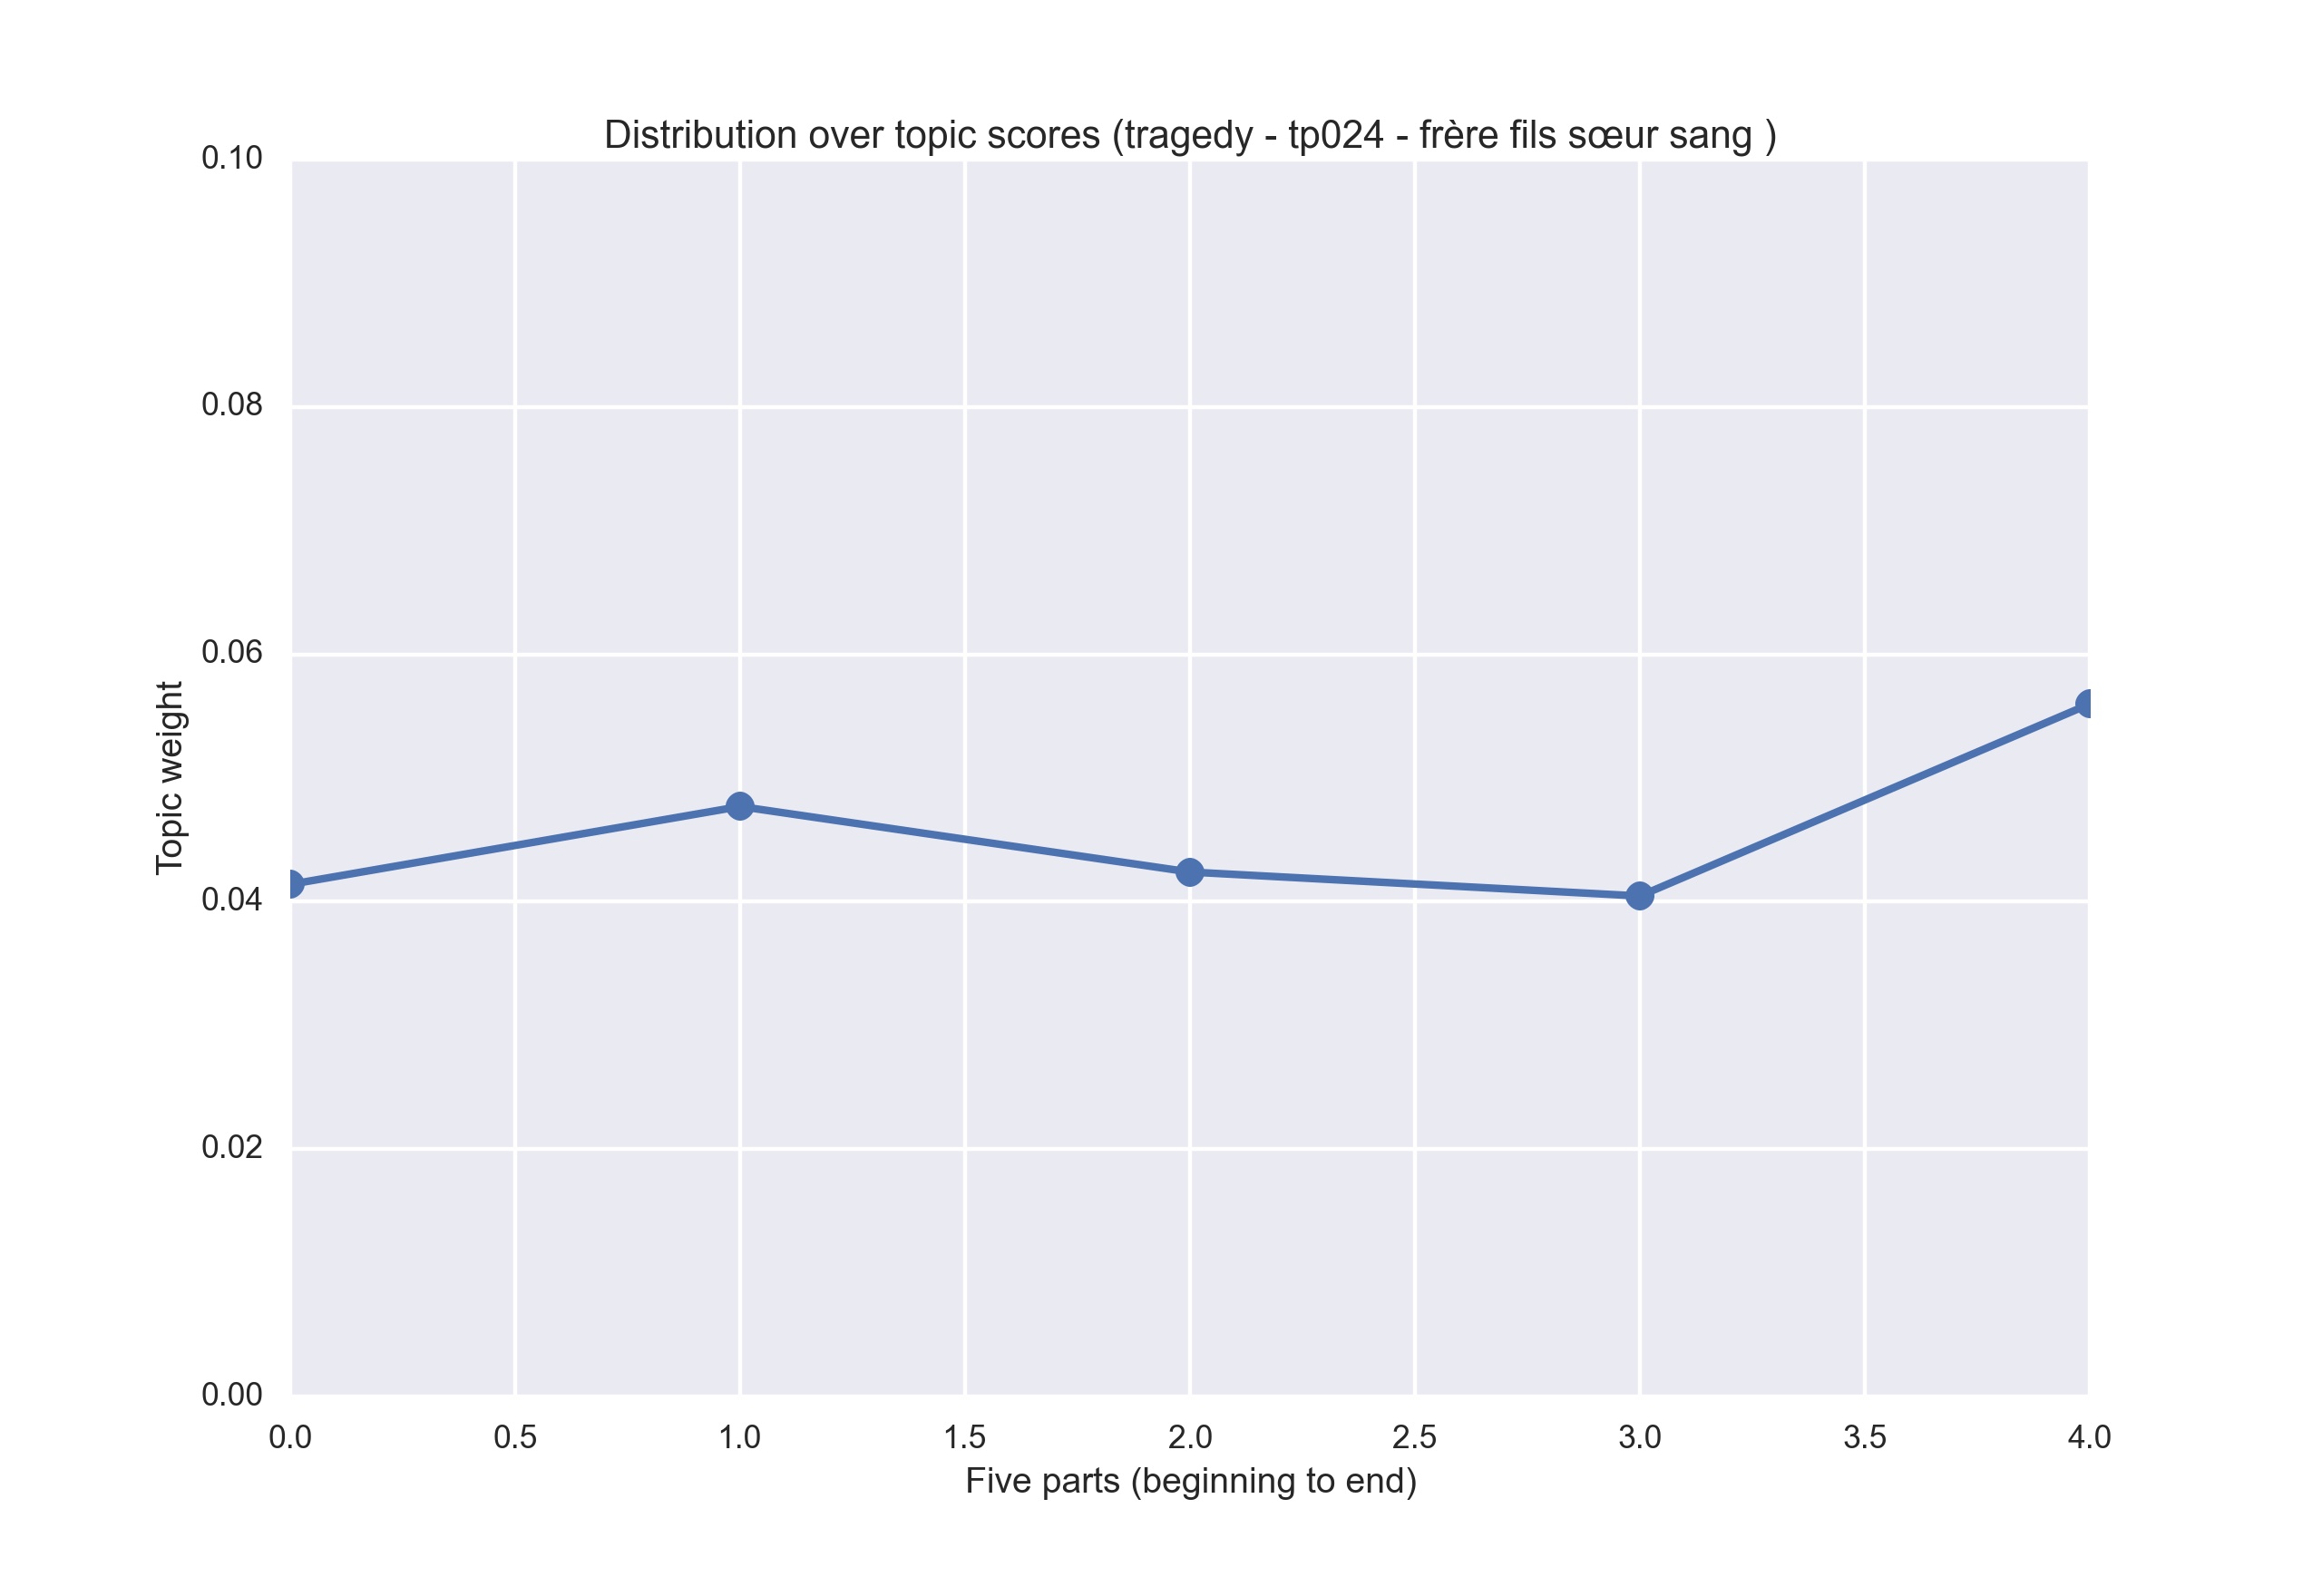 Distribution over topic scores (tragedy - tp024 - frère fils sœur sang )
0.10
0.08
0.06
0.04
0.02
0.00
Topic weight
0.0 0.5 1.0 1.5 2.0 2.5 3.0 3.5 4.0
Five parts (beginning to end)